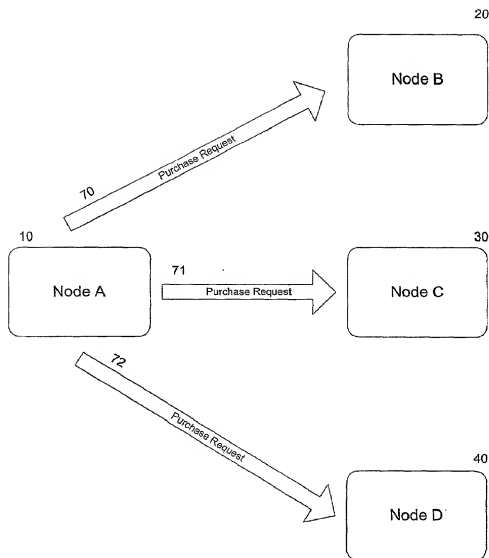 20
Node B
70
Purchase Request
10
30
Node A
71
Purchase Request
Node C
72
Purchase Request
40
Node D